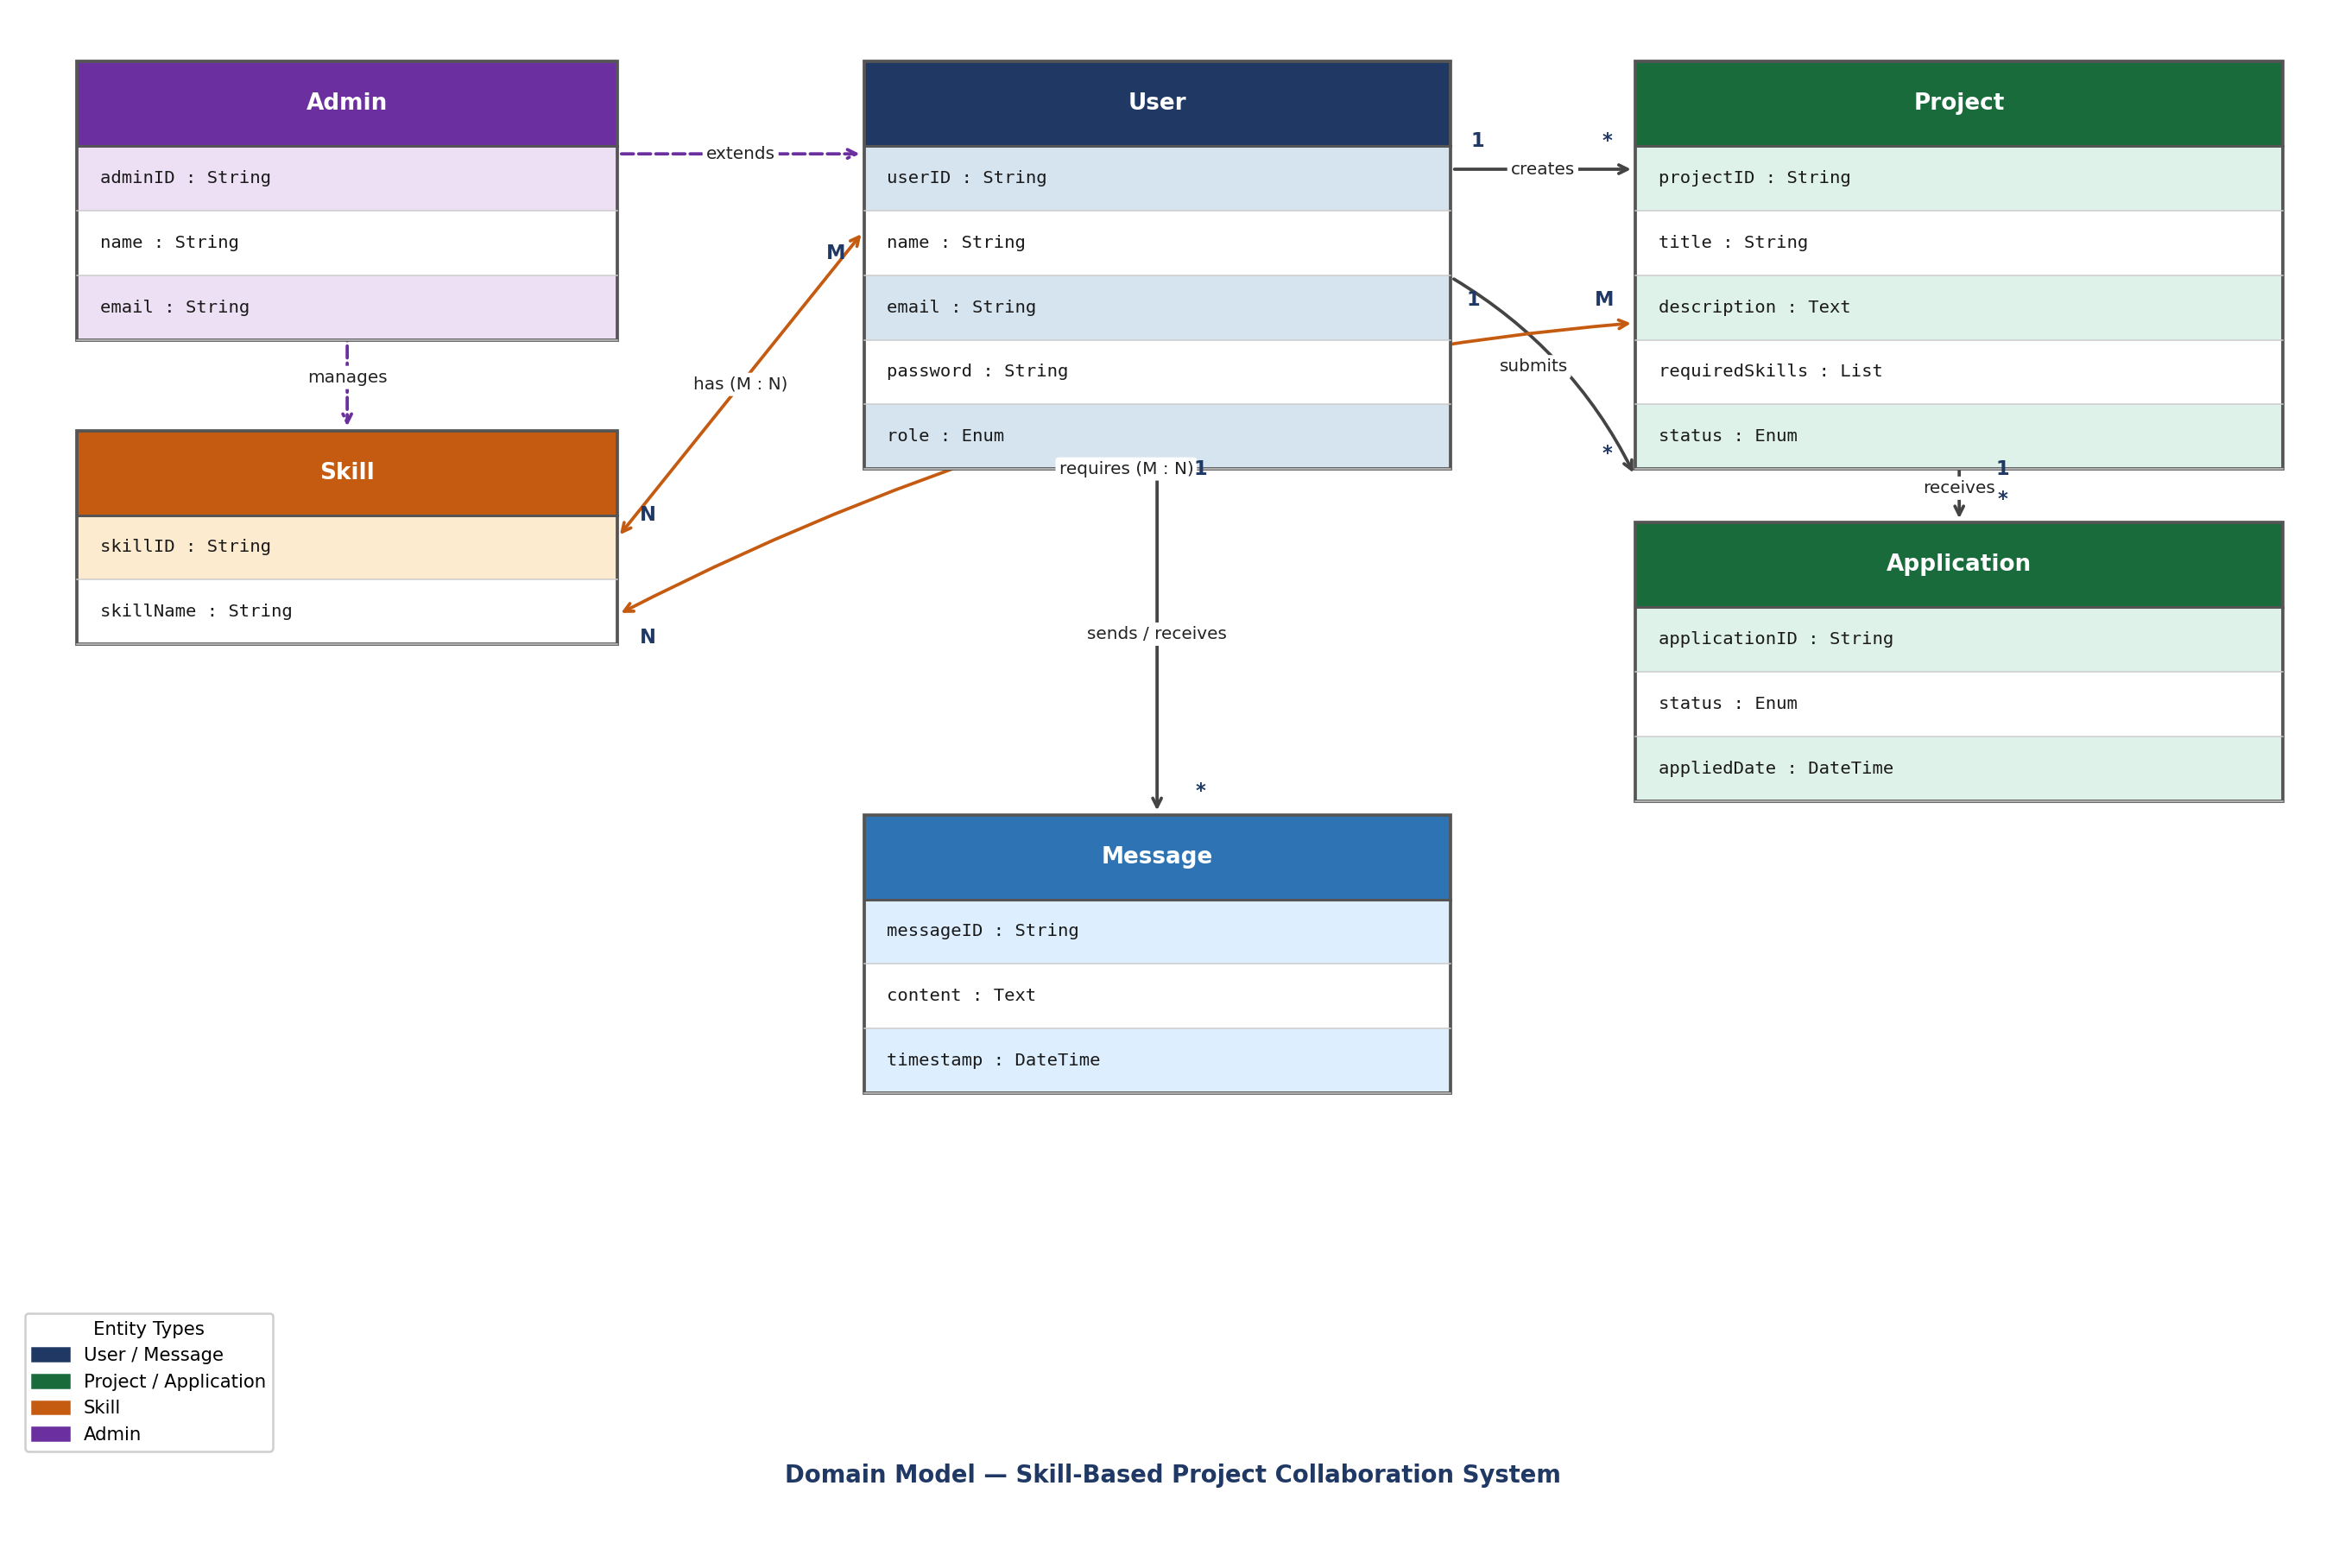 Admin
adminID : String
name : String
email : String
extends
User
userID : String
name : String
email : String
password : String
role : Enum
1
*
creates
Project
projectID : String
title : String
description : Text
requiredSkills : List
status : Enum
M
has (M : N)
N
1
M
submits
*
manages
Skill
skillID : String
skillName : String
N
requires (M : N)
1
sends / receives
*
1
receives
*
Application
applicationID : String
status : Enum
appliedDate : DateTime
Message
messageID : String
content : Text
timestamp : DateTime
Entity Types
User / Message
Project / Application
Skill
Admin
Domain Model — Skill-Based Project Collaboration System